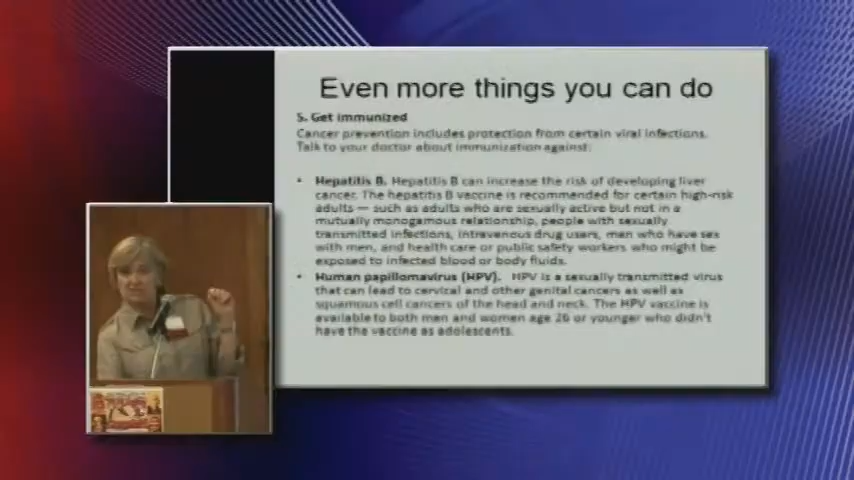 Even more things you can do
5. Get immunized
Cancer prevention includes protection from certain viral infections.
Talk to your doctor about immunization against:
• Hepatitis B. Hepatitis B can increase the risk of developing liver
cancer. The hepatitis B vaccine is recommended for certain high-risk
adults — such as adults who are sexually active but not in a
mutually monogamous relationship, people with sexually
transmitted infections, intravenous drug users, men who have sex
with men, and health care or public safety workers who might be
exposed to infected blood or body fluids.
• Human papillomavirus (HPV). HPV is a sexually transmitted virus
that can lead to cervical and other genital cancers as well as
squamous cell cancers of the head and neck. The HPV vaccine is
available to both men and women age 26 or younger who didn't
have the vaccine as adolescents.